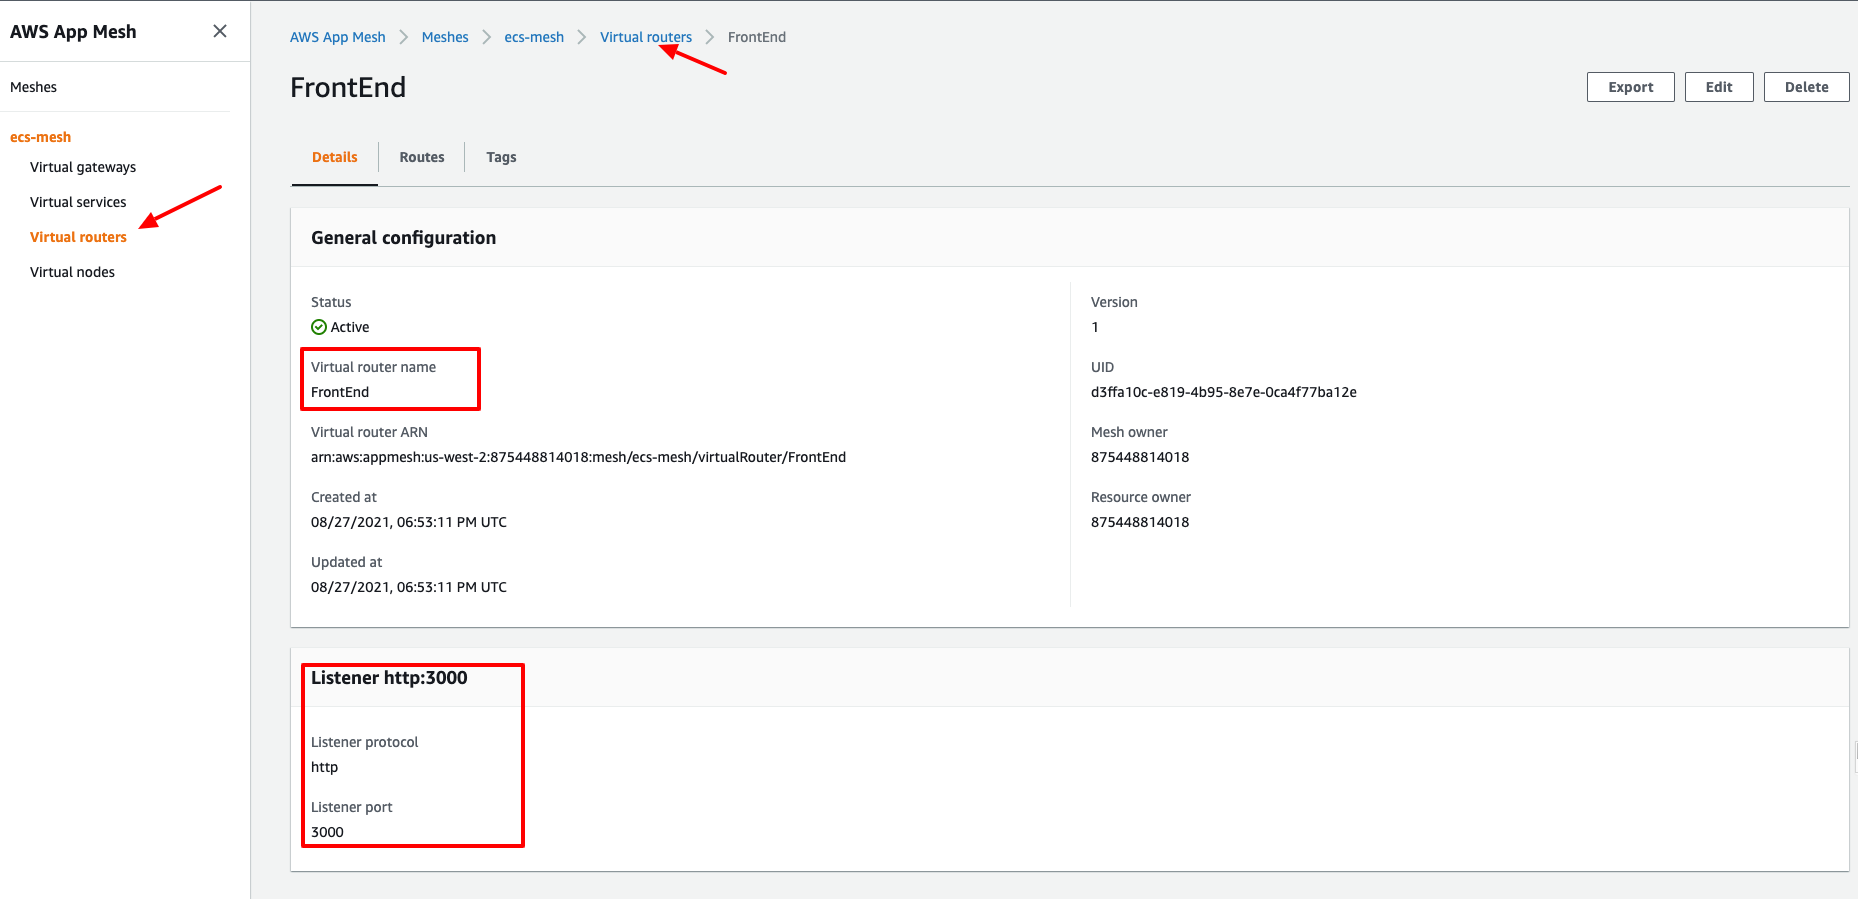 AWS App Mesh
Meshes
ecs-mesh
Virtual gateways
Virtual services
Virtual routers
Virtual nodes
AWS App Mesh Meshes ecs-mesh Virtual routers FrontEnd
FrontEnd
Export Edit Delete
Details Routes Tags
General configuration
Status
Active
Virtual router name
FrontEnd
Virtual router ARN
arn:aws:appmesh:us-west-2:875448814018:mesh/ecs-mesh/virtualRouter/FrontEnd
Created at
08/27/2021, 06:53:11 PM UTC
Updated at
08/27/2021, 06:53:11 PM UTC
Version
1
UID
d3ffa10c-e819-4b95-8e7e-0ca4f77ba12e
Mesh owner
875448814018
Resource owner
875448814018
Listener http:3000
Listener protocol
http
Listener port
3000